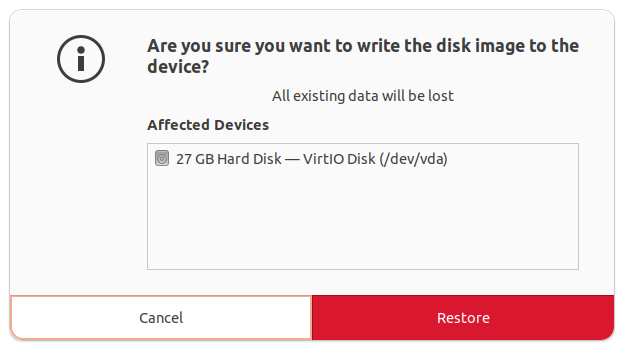 Are you sure you want to write the disk image to the
device?
All existing data will be lost
Affected Devices
27 GB Hard Disk — VirtIO Disk (/dev/vda)
Cancel
Restore